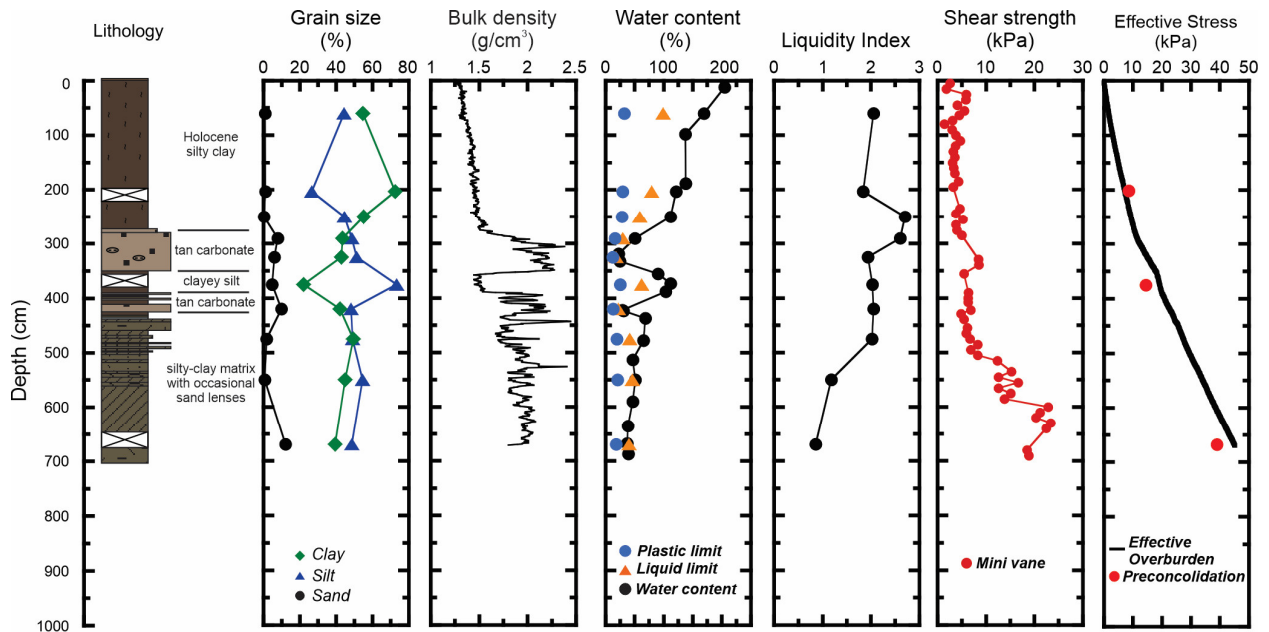 Lithology
Grain size
(%)
Bulk density
(g/cm³)
Water content
(%)
Liquidity Index
Shear strength
(kPa)
Effective Stress
(kPa)
0 20 40 60 80
1 1.5 2 2.5
0 100 200
0 1 2 3
0 10 20 30
0 10 20 30 40 50
Depth (cm)
0
100
200
300
400
500
600
700
800
900
1000
Holocene
silty clay
tan carbonate
clayey silt
tan carbonate
silty-clay matrix
with occasional
sand lenses
Clay
Silt
Sand
Plastic limit
Liquid limit
Water content
Mini vane
Effective
Overburden
Preconcolidation